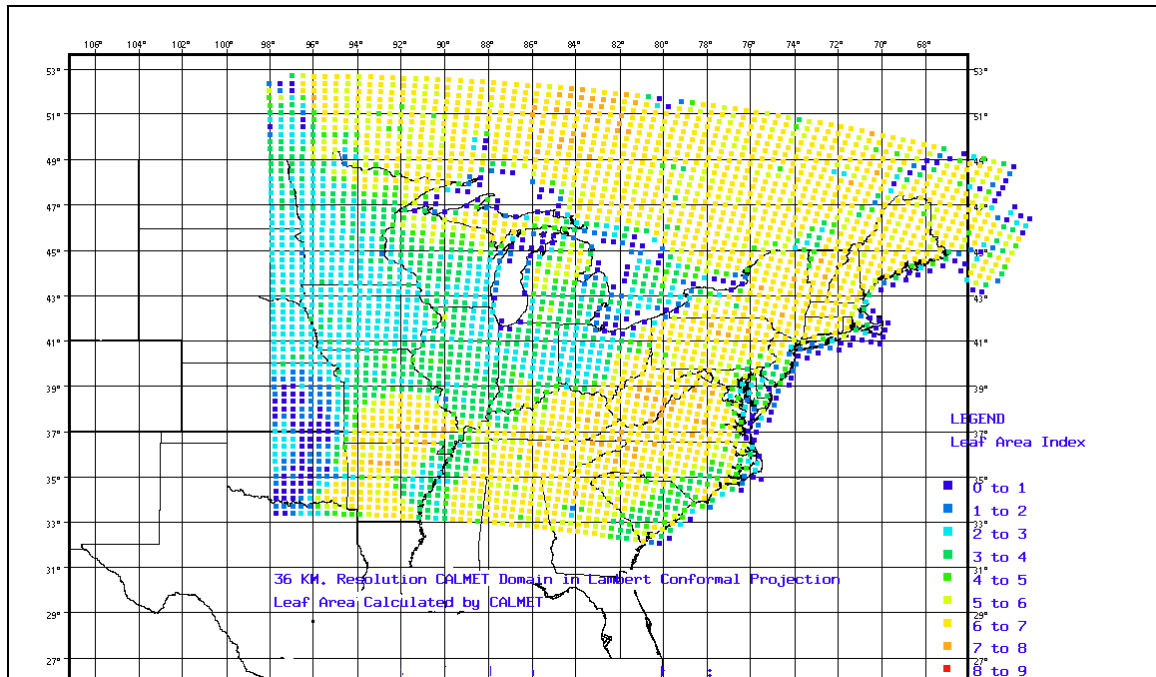 106° 104° 102° 100° 98° 96° 94° 92° 90° 88° 86° 84° 82° 80° 78° 76° 74° 72° 70° 68°
53° 53°
51° 51°
49°
47°
45°
43° 43°
41° 41°
39° 39°
37° 37°
35° 35°
33° 33°
31° 31°
29° 29°
27° 27°
LEGEND
Leaf Area Index
0 to 1
1 to 2
2 to 3
3 to 4
4 to 5
5 to 6
6 to 7
7 to 8
8 to 9
36 KM. Resolution CALMET Domain in Lambert Conformal Projection
Leaf Area Calculated by CALMET